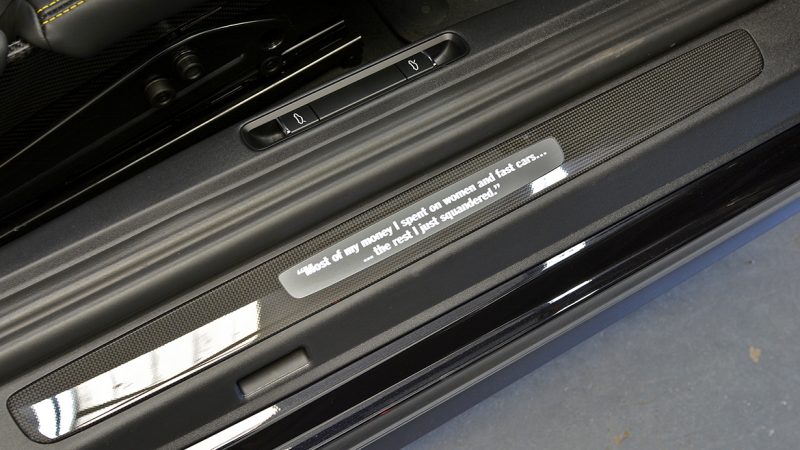 “Most of my money I spent on women and fast cars...
... the rest I just squandered.”